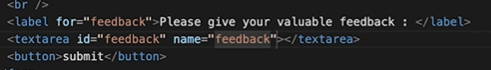 <br />
<label for="feedback">Please give your valuable feedback : </label>
<textarea id="feedback" name="feedback"></textarea>
<button>submit</button>